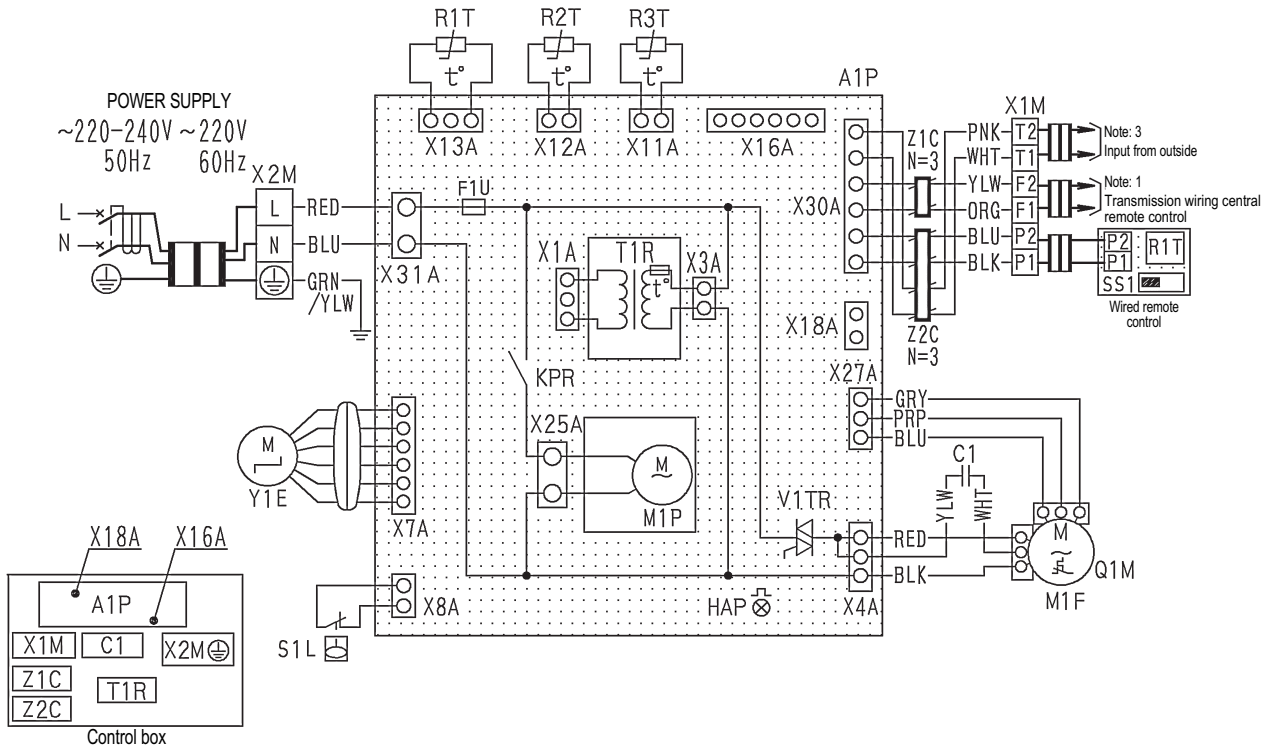 R1T R2T R3T
t° t° t°
A1P
POWER SUPPLY
~220-240V ~220V
50Hz 60Hz
X13A X12A X11A X16A
X1M
Z1C
N=3
PNK T2
WHT T1
YLW F2
ORG F1
BLU P2
BLK P1
Note: 3
Input from outside
Note: 1
Transmission wiring central
remote control
P2
P1
R1T
SS1
Wired remote
control
X2M
L
N
L RED
N BLU
GRN
/YLW
F1U
X31A
X30A
X1A T1R X3A
t°
X18A
Z2C
N=3
KPR
X27A
GRY
PRP
BLU
X25A
M
M1P
M
Y1E
X7A
C1
YLW
WHT
V1TR
RED
BLK
X4A
M
Q1M
M1F
HAP
X8A
S1L
X18A X16A
A1P
X1M C1 X2M
Z1C
T1R
Z2C
Control box